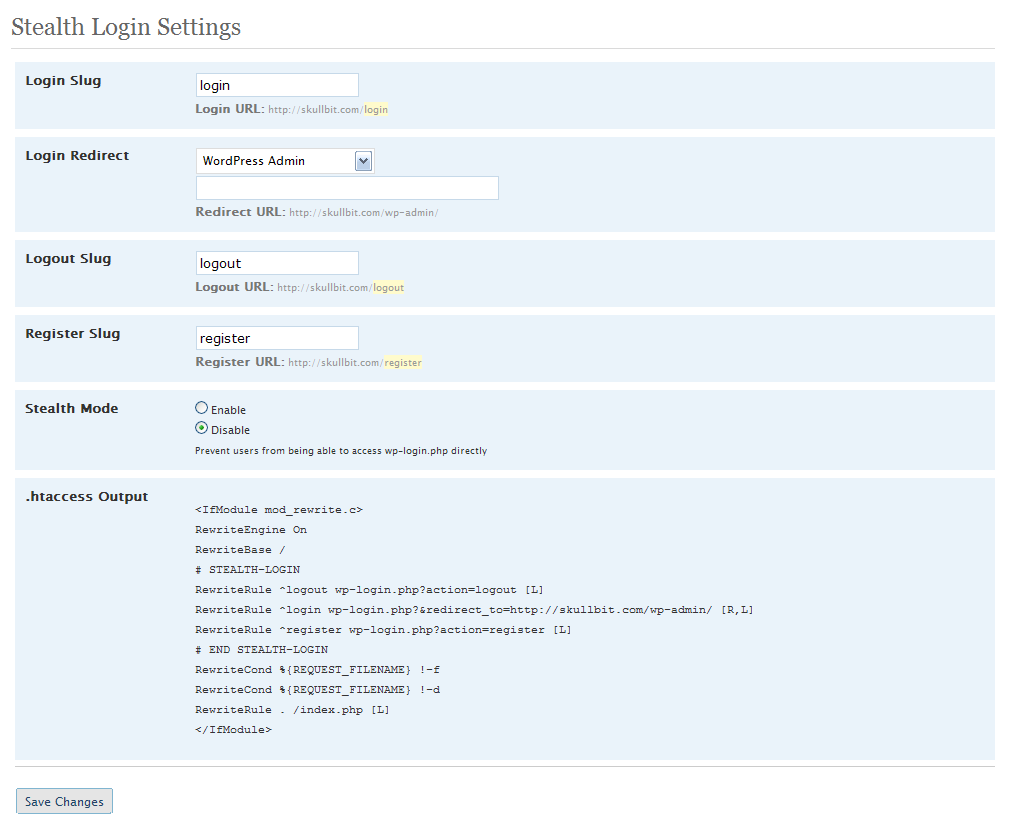 Stealth Login Settings
Login Slug
login
Login URL: http://skullbit.com/login
Login Redirect
WordPress Admin
Redirect URL: http://skullbit.com/wp-admin/
Logout Slug
logout
Logout URL: http://skullbit.com/logout
Register Slug
register
Register URL: http://skullbit.com/register
Stealth Mode
Enable
Disable
Prevent users from being able to access wp-login.php directly
.htaccess Output
<IfModule mod_rewrite.c>
RewriteEngine On
RewriteBase /
# STEALTH-LOGIN
RewriteRule ^logout wp-login.php?action=logout [L]
RewriteRule ^login wp-login.php?&redirect_to=http://skullbit.com/wp-admin/ [R,L]
RewriteRule ^register wp-login.php?action=register [L]
# END STEALTH-LOGIN
RewriteCond %{REQUEST_FILENAME} !-f
RewriteCond %{REQUEST_FILENAME} !-d
RewriteRule . /index.php [L]
</IfModule>
Save Changes